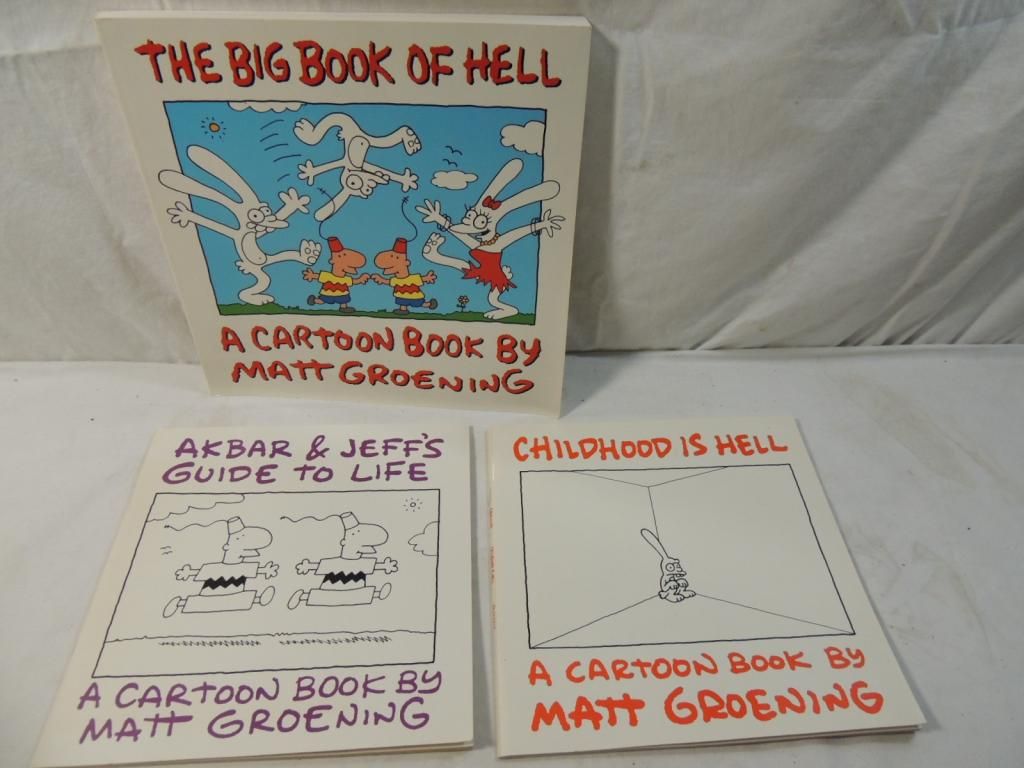 THE BIG BOOK OF HELL
A CARTOON BOOK BY
MATT GROENING
AKBAR & JEFF'S
GUIDE TO LIFE
A CARTOON BOOK BY
MATT GROENING
CHILDHOOD IS HELL
A CARTOON BOOK BY
MATT GROENING